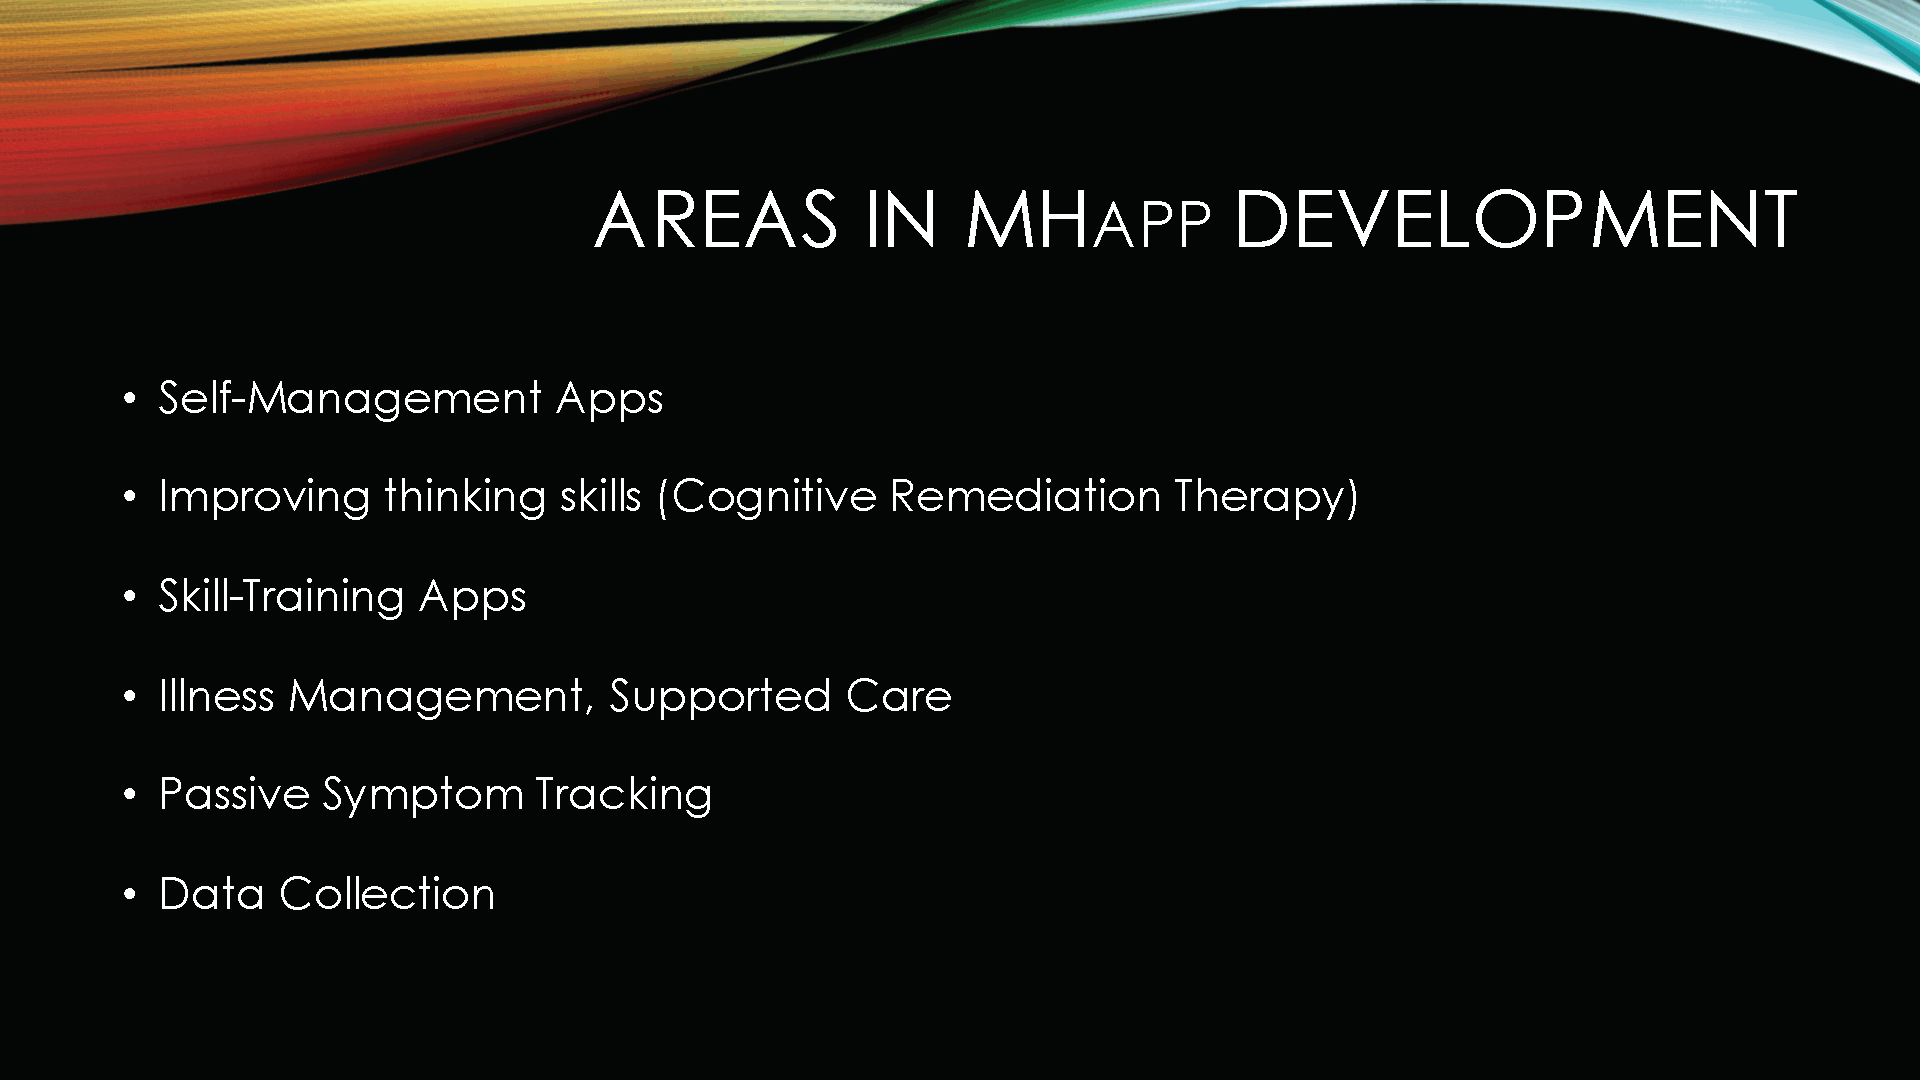 AREAS IN MHAPP DEVELOPMENT
• Self-Management Apps
• Improving thinking skills (Cognitive Remediation Therapy)
• Skill-Training Apps
• Illness Management, Supported Care
• Passive Symptom Tracking
• Data Collection